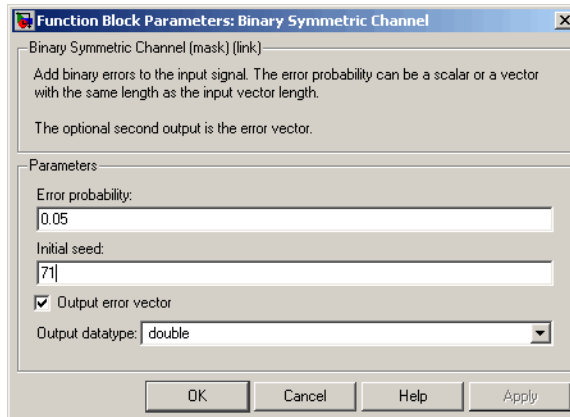 Function Block Parameters: Binary Symmetric Channel
Binary Symmetric Channel (mask) (link)
Add binary errors to the input signal. The error probability can be a scalar or a vector
with the same length as the input vector length.
The optional second output is the error vector.
Parameters
Error probability:
0.05
Initial seed:
71
Output error vector
Output datatype: double
OK Cancel Help Apply